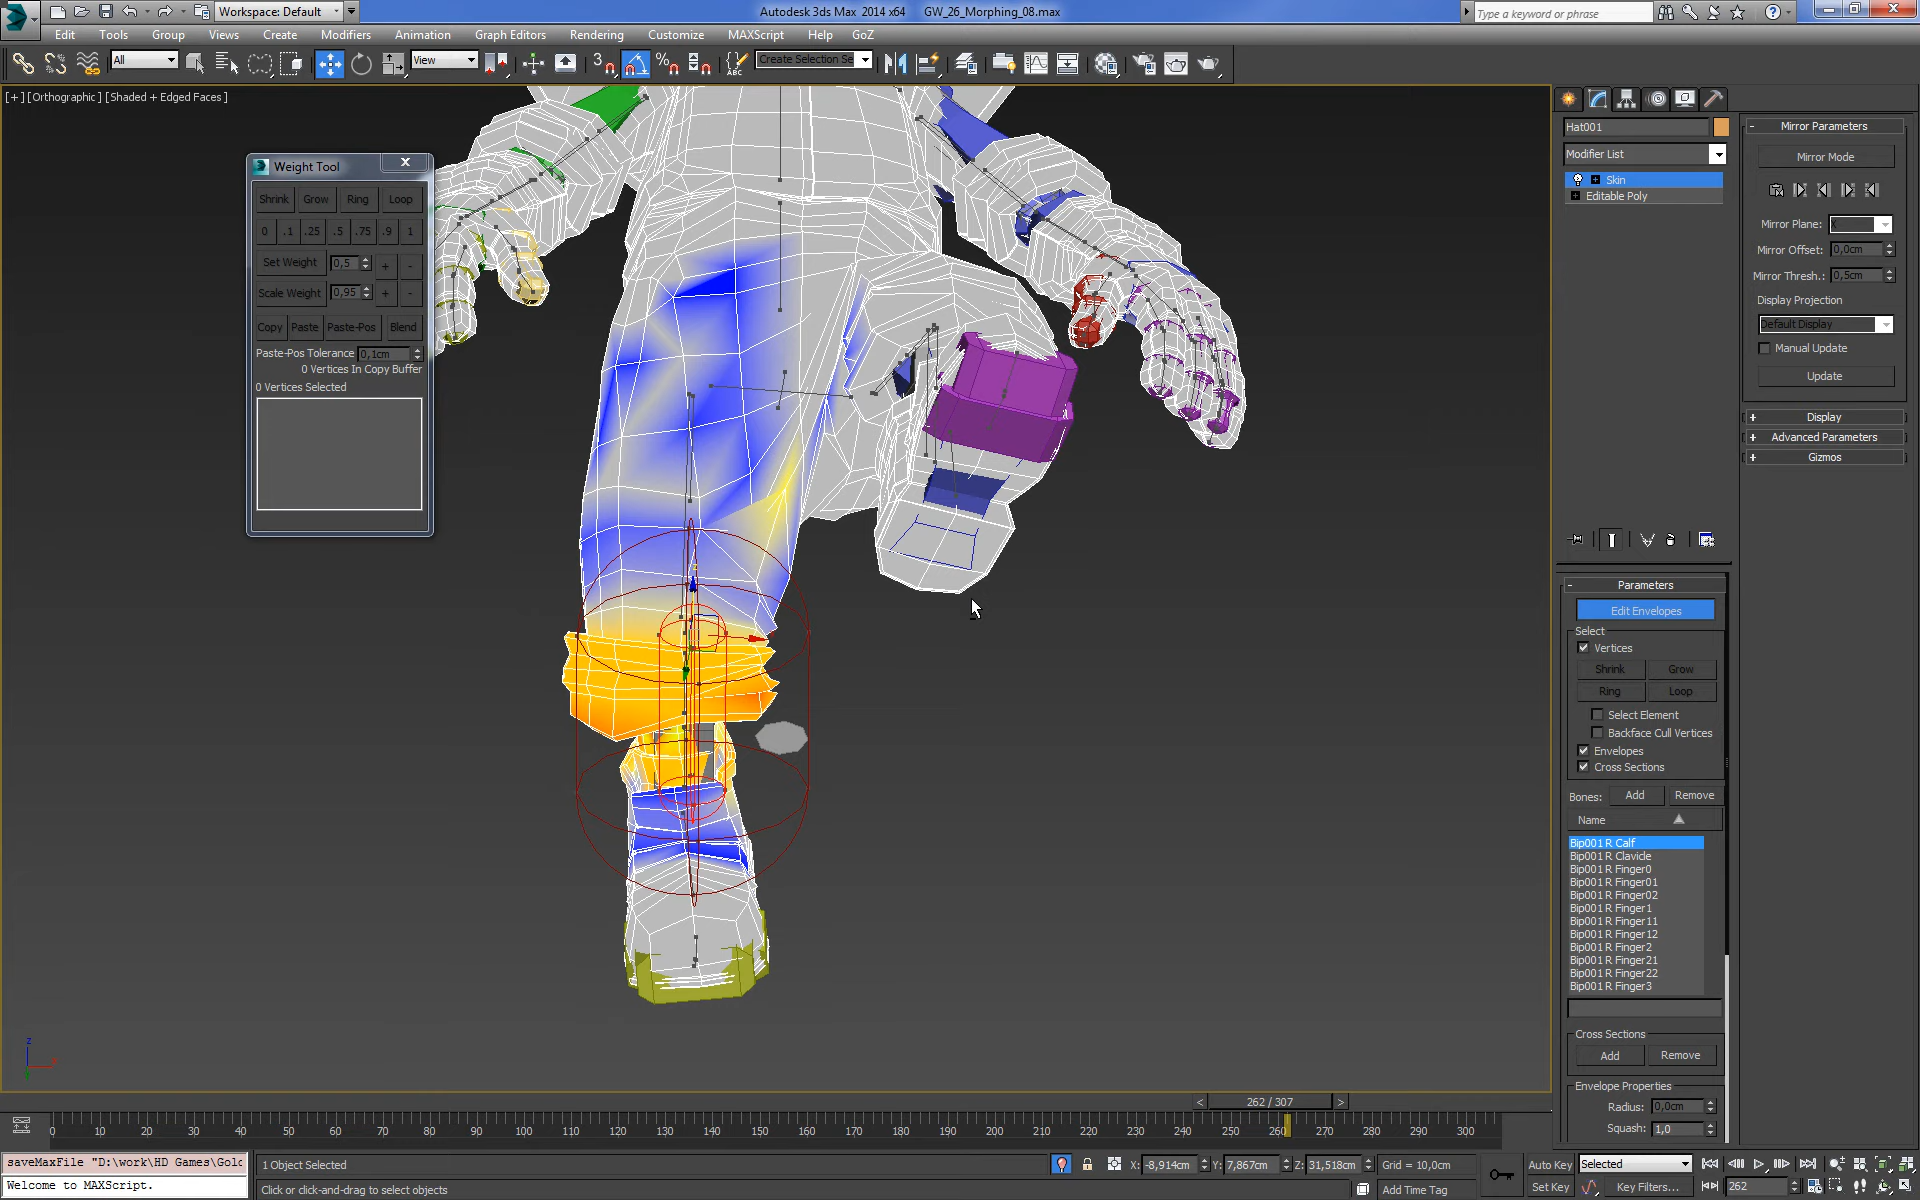 Workspace: Default
Autodesk 3ds Max 2014 x64 GW_26_Morphing_08.max
Type a keyword or phrase
Edit Tools Group Views Create Modifiers Animation Graph Editors Rendering Customize MAXScript Help GoZ
All
View
Create Selection Se
[+] [Orthographic] [Shaded + Edged Faces]
Weight Tool
Shrink Grow Ring Loop
0 .1 .25 .5 .75 .9 1
Set Weight 0,5 + -
Scale Weight 0,95 + -
Copy Paste Paste-Pos Blend
Paste-Pos Tolerance 0,1cm
0 Vertices In Copy Buffer
0 Vertices Selected
Hat001
Modifier List
Skin
Editable Poly
Parameters
Edit Envelopes
Select
Vertices
Shrink Grow
Ring Loop
Select Element
Backface Cull Vertices
Envelopes
Cross Sections
Bones: Add Remove
Name
Bip001 R Calf
Bip001 R Clavicle
Bip001 R Finger0
Bip001 R Finger01
Bip001 R Finger02
Bip001 R Finger1
Bip001 R Finger11
Bip001 R Finger12
Bip001 R Finger2
Bip001 R Finger21
Bip001 R Finger22
Bip001 R Finger3
Cross Sections
Add Remove
Envelope Properties
Radius: 0,0cm
Squash: 1,0
Mirror Parameters
Mirror Mode
Mirror Plane:
Mirror Offset: 0,0cm
Mirror Thresh.: 0,5cm
Display Projection
Default Display
Manual Update
Update
Display
Advanced Parameters
Gizmos
z
< 262 / 307 >
0 10 20 30 40 50 60 70 80 90 100 110 120 130 140 150 160 170 180 190 200 210 220 230 240 250 260 270 280 290 300
saveMaxFile "D:\work\HD Games\Gold
Welcome to MAXScript.
1 Object Selected
Click or click-and-drag to select objects
X: -8,914cm Y: 7,867cm Z: 31,518cm Grid = 10,0cm
Add Time Tag
Auto Key Selected
Set Key Key Filters... 262